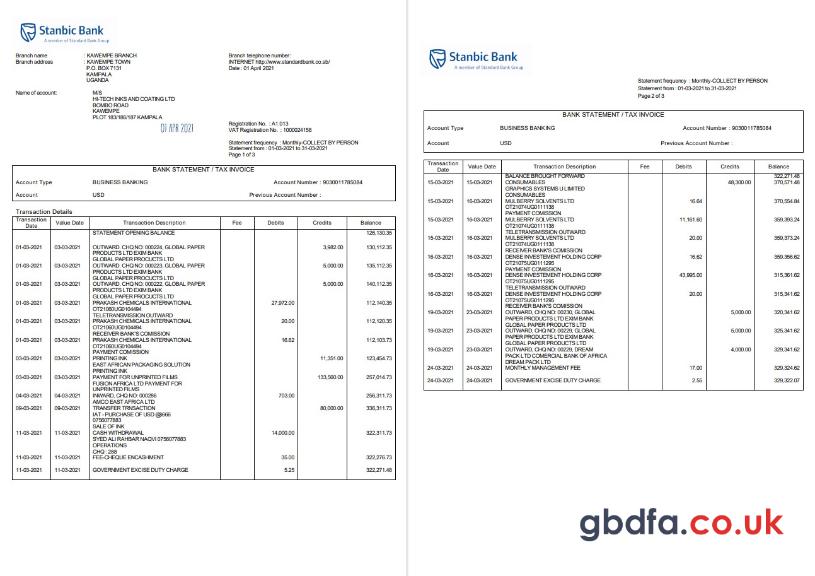 Stanbic Bank
A member of Standard Bank Group
Branch name : KAWEMPE BRANCH
Branch address : KAWEMPE TOWN
P.O. BOX 7131
KAMPALA
UGANDA
Branch telephone number:
INTERNET http://www.standardbank.co.sb/
Date : 01 April 2021
Name of account: M/S
HI-TECH INKS AND COATING LTD
BOMBO ROAD
KAWEMPE
PLOT 183/186/187 KAMPALA
01 APR 2021
Registration No. : A1.013
VAT Registration No. : 1000024158
Statement frequency : Monthly-COLLECT BY PERSON
Statement from : 01-03-2021 to 31-03-2021
Page 1 of 3
BANK STATEMENT / TAX INVOICE
Account Type BUSINESS BANKING Account Number : 9030011785084
Account USD Previous Account Number :
Transaction Details
Transaction Date Value Date Transaction Description Fee Debits Credits Balance
STATEMENT OPENING BALANCE 126,130.35
01-03-2021 03-03-2021 OUTWARD. CHQ NO: 000224, GLOBAL PAPER 3,982.00 130,112.35
PRODUCTS LTD EXIM BANK
GLOBAL PAPER PRODUCTS LTD
01-03-2021 03-03-2021 OUTWARD. CHQ NO: 000223, GLOBAL PAPER 5,000.00 135,112.35
PRODUCTS LTD EXIM BANK
GLOBAL PAPER PRODUCTS LTD
01-03-2021 03-03-2021 OUTWARD. CHQ NO: 000222, GLOBAL PAPER 5,000.00 140,112.35
PRODUCTS LTD EXIM BANK
GLOBAL PAPER PRODUCTS LTD
01-03-2021 03-03-2021 PRAKASH CHEMICALS INTERNATIONAL 27,972.00 112,140.35
OT21060UG0104494
TELETRANSMISSION OUTWARD
01-03-2021 03-03-2021 PRAKASH CHEMICALS INTERNATIONAL 20.00 112,120.35
OT21060UG0104494
RECEIVER BANK'S COMISSION
01-03-2021 03-03-2021 PRAKASH CHEMICALS INTERNATIONAL 16.62 112,103.73
OT21060UG0104494
PAYMENT COMISSION
03-03-2021 03-03-2021 PRINTING INK 11,351.00 123,454.73
EAST AFRICAN PACKAGING SOLUTION
PRINTING INK
03-03-2021 03-03-2021 PAYMENT FOR UNPRINTED FILMS 133,560.00 257,014.73
FUSION AFRICA LTD PAYMENT FOR
UNPRINTED FILMS
04-03-2021 04-03-2021 INWARD, CHQ NO: 000286 703.00 256,311.73
AMCO EAST AFRICA LTD
09-03-2021 09-03-2021 TRANSFER TRNSACTION 80,000.00 336,311.73
IAT - PURCHASE OF USD @3666
0756077883
SALE OF INK
11-03-2021 11-03-2021 CASH WITHDRAWAL 14,000.00 322,311.73
SYED ALI RAHBAR NAQVI 0756077883
OPERATIONS
CHQ : 288
11-03-2021 11-03-2021 FEE-CHEQUE ENCASHMENT 35.00 322,276.73
11-03-2021 11-03-2021 GOVERNMENT EXCISE DUTY CHARGE 5.25 322,271.48
Stanbic Bank
A member of Standard Bank Group
Statement frequency : Monthly-COLLECT BY PERSON
Statement from : 01-03-2021 to 31-03-2021
Page 2 of 3
BANK STATEMENT / TAX INVOICE
Account Type BUSINESS BANKING Account Number : 9030011785084
Account USD Previous Account Number :
Transaction Date Value Date Transaction Description Fee Debits Credits Balance
BALANCE BROUGHT FORWARD 322,271.48
15-03-2021 15-03-2021 CONSUMABLES 48,300.00 370,571.48
GRAPHICS SYSTEMS U LIMITED
CONSUMABLES
15-03-2021 16-03-2021 MULBERRY SOLVENTS LTD 16.64 370,554.84
OT21074UG0111138
PAYMENT COMISSION
15-03-2021 16-03-2021 MULBERRY SOLVENTS LTD 11,161.60 359,393.24
OT21074UG0111138
TELETRANSMISSION OUTWARD
15-03-2021 16-03-2021 MULBERRY SOLVENTS LTD 20.00 359,373.24
OT21074UG0111138
RECEIVER BANK'S COMISSION
16-03-2021 16-03-2021 DENSE INVESTEMENT HOLDING CORP 16.62 359,356.62
OT21075UG0111295
PAYMENT COMISSION
16-03-2021 16-03-2021 DENSE INVESTEMENT HOLDING CORP 43,995.00 315,361.62
OT21075UG0111295
TELETRANSMISSION OUTWARD
16-03-2021 16-03-2021 DENSE INVESTEMENT HOLDING CORP 20.00 315,341.62
OT21075UG0111295
RECEIVER BANK'S COMISSION
19-03-2021 23-03-2021 OUTWARD, CHQ NO: 00230, GLOBAL 5,000.00 320,341.62
PAPER PRODUCTS LTD EXIM BANK
GLOBAL PAPER PRODUCTS LTD
19-03-2021 23-03-2021 OUTWARD, CHQ NO: 00229, GLOBAL 5,000.00 325,341.62
PAPER PRODUCTS LTD EXIM BANK
GLOBAL PAPER PRODUCTS LTD
19-03-2021 23-03-2021 OUTWARD, CHQ NO: 00229, DREAM 4,000.00 329,341.62
PACK LTD COMERCIAL BANK OF AFRICA
DREAM PACK LTD
24-03-2021 24-03-2021 MONTHLY MANAGEMENT FEE 17.00 329,324.62
24-03-2021 24-03-2021 GOVERNMENT EXCISE DUTY CHARGE. 2.55 329,322.07
gbdfa.co.uk